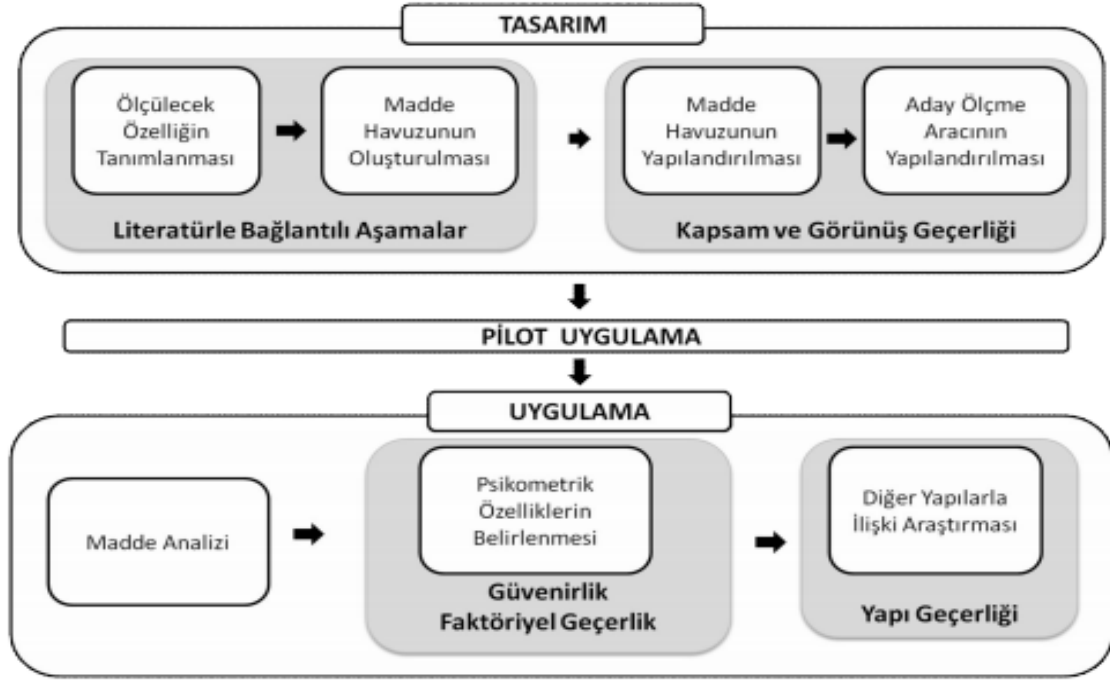 TASARIM
Ölçülecek
Özelliğin
Tanımlanması
Madde
Havuzunun
Oluşturulması
Literatürle Bağlantılı Aşamalar
Madde
Havuzunun
Yapılandırılması
Aday Ölçme
Aracının
Yapılandırılması
Kapsam ve Görünüş Geçerliği
PİLOT UYGULAMA
UYGULAMA
Madde Analizi
Psikometrik
Özelliklerin
Belirlenmesi
Güvenirlik
Faktöriyel Geçerlik
Diğer Yapılarla
İlişki Araştırması
Yapı Geçerliği